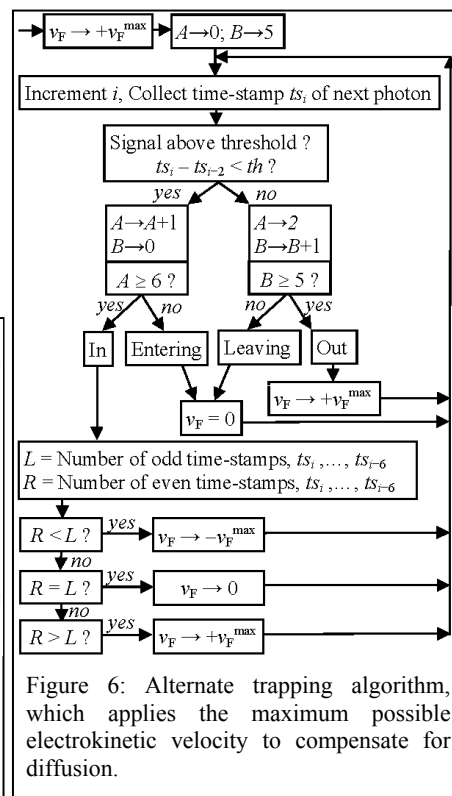 v_F → +v_F^max
A→0; B→5
Increment i, Collect time-stamp ts_i of next photon
Signal above threshold ?
ts_i – ts_{i–2} < th ?
yes
no
A→A+1
B→0
A→2
B→B+1
A ≥ 6 ?
B ≥ 5 ?
yes
no
no
yes
In
Entering
Leaving
Out
v_F → +v_F^max
v_F = 0
L = Number of odd time-stamps, ts_i ,…, ts_{i–6}
R = Number of even time-stamps, ts_i ,…, ts_{i–6}
R < L ?
yes
v_F → –v_F^max
no
R = L ?
yes
v_F → 0
no
R > L ?
yes
v_F → +v_F^max
Figure 6: Alternate trapping algorithm,
which applies the maximum possible
electrokinetic velocity to compensate for
diffusion.